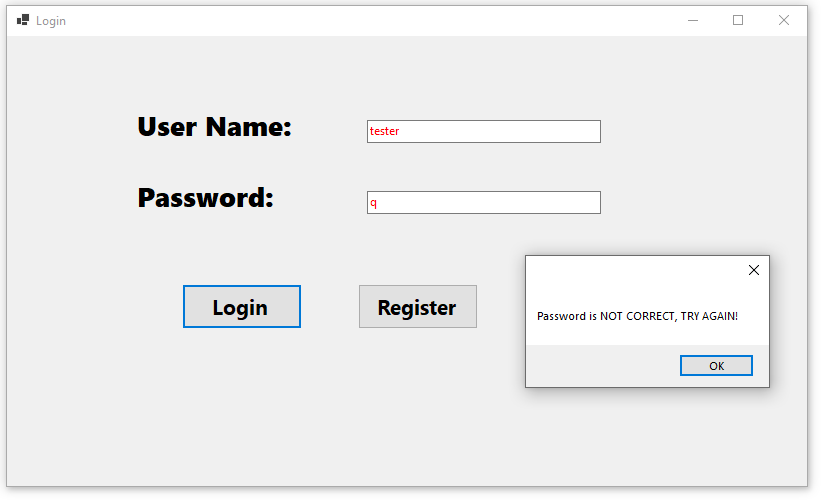 Login
User Name:
tester
Password:
q
Login
Register
Password is NOT CORRECT, TRY AGAIN!
OK